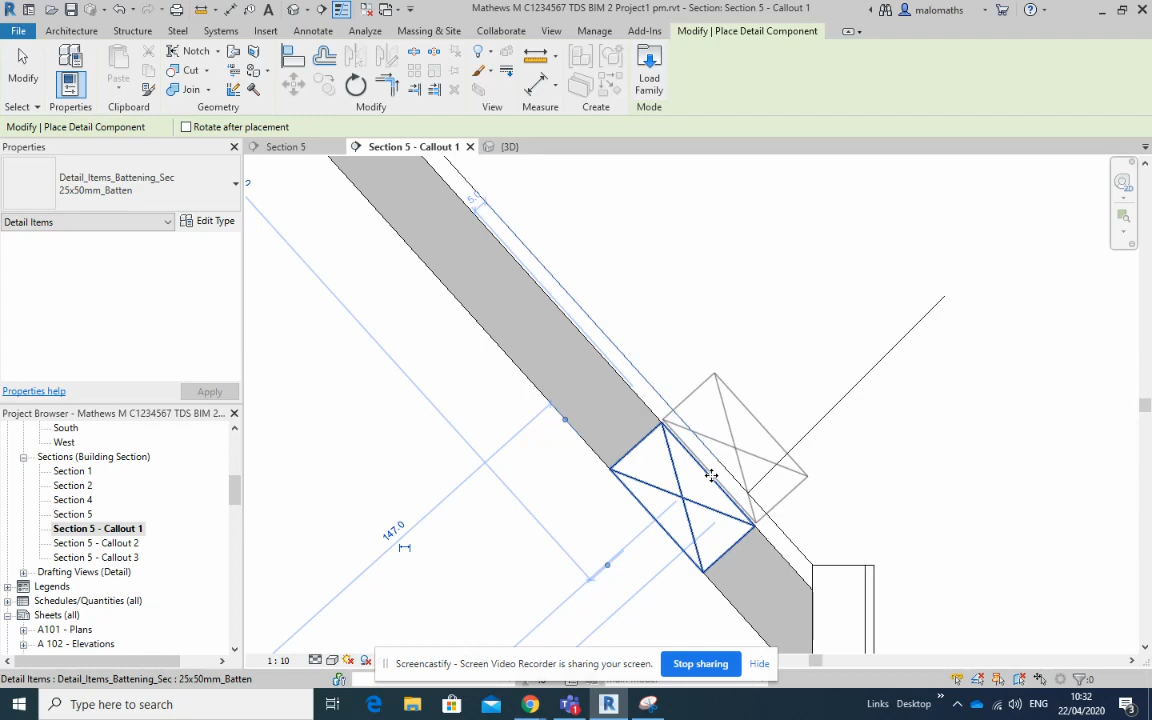 Mathews M C1234567 TDS BIM 2 Project1 pm.rvt - Section: Section 5 - Callout 1
malomaths
File Architecture Structure Steel Systems Insert Annotate Analyze Massing & Site Collaborate View Manage Add-Ins Modify | Place Detail Component
Modify
Properties
Paste
Notch
Cut
Join
Load
Family
Select Properties Clipboard Geometry Modify View Measure Create Mode
Modify | Place Detail Component Rotate after placement
Properties
Section 5
Section 5 - Callout 1
{3D}
Detail_Items_Battening_Sec
25x50mm_Batten
Detail Items
Edit Type
Properties help
Apply
Project Browser - Mathews M C1234567 TDS BIM 2...
South
West
Sections (Building Section)
Section 1
Section 2
Section 4
Section 5
Section 5 - Callout 1
Section 5 - Callout 2
Section 5 - Callout 3
Drafting Views (Detail)
Legends
Schedules/Quantities (all)
Sheets (all)
A101 - Plans
A 102 - Elevations
2
5.0
147.0
2D
1 : 10
Screencastify - Screen Video Recorder is sharing your screen.
Stop sharing
Hide
Detail Items : Detail_Items_Battening_Sec : 25x50mm_Batten
:0
Type here to search
Links
Desktop
ENG
10:32
22/04/2020
3